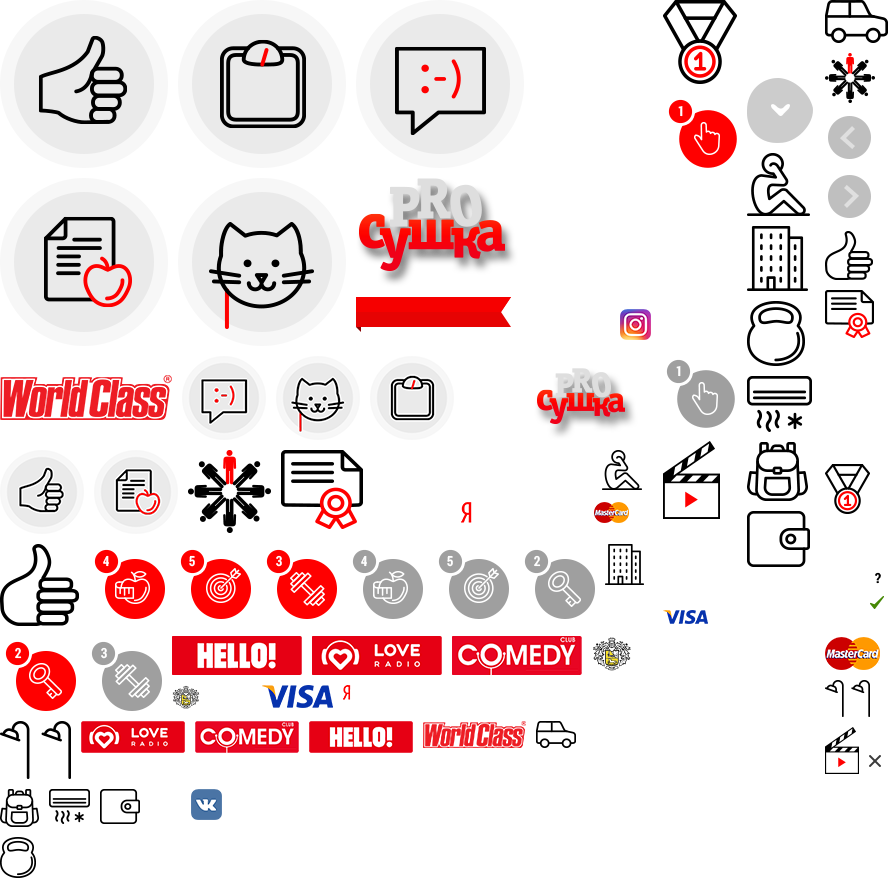 1
1
:-)
PRO
сушка
World Class®
:-)
PRO
сушка
1
Я
MasterCard
1
4
5
3
4
5
2
?
VISA
2
3
HELLO!
LOVE
RADIO
COMEDY
CLUB
MasterCard
VISA
Я
LOVE
RADIO
COMEDY
CLUB
HELLO!
World Class®